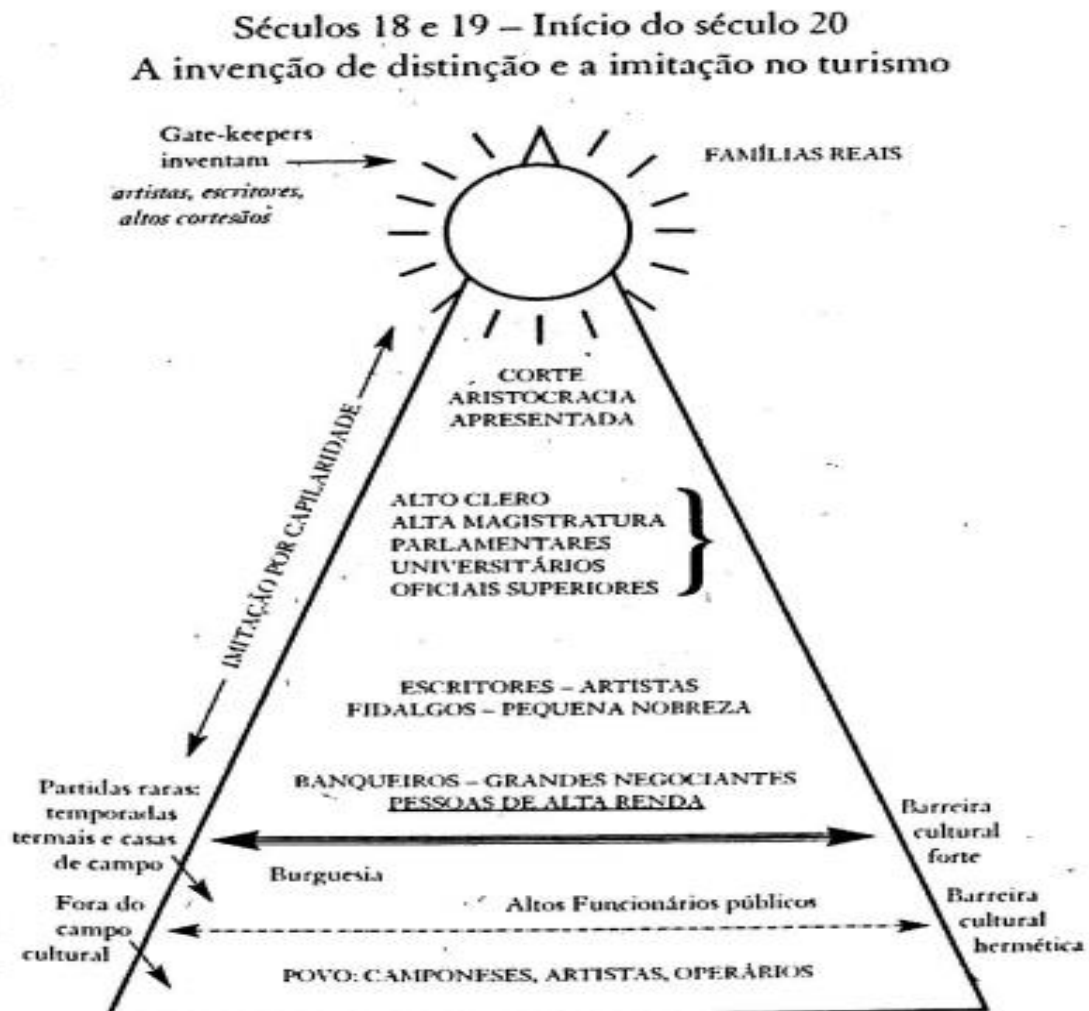 Séculos 18 e 19 – Início do século 20
A invenção de distinção e a imitação no turismo
Gate-keepers
inventam
artistas, escritores,
altos cortesãos
FAMÍLIAS REAIS
CORTE
ARISTOCRACIA
APRESENTADA
IMITAÇÃO POR CAPILARIDADE
ALTO CLERO
ALTA MAGISTRATURA
PARLAMENTARES
UNIVERSITÁRIOS
OFICIAIS SUPERIORES
ESCRITORES – ARTISTAS
FIDALGOS – PEQUENA NOBREZA
BANQUEIROS – GRANDES NEGOCIANTES
PESSOAS DE ALTA RENDA
Partidas raras:
temporadas
termais e casas
de campo
Barreira
cultural
forte
Burguesia
Altos Funcionários públicos
Fora do
campo
cultural
Barreira
cultural
hermética
POVO: CAMPONESES, ARTISTAS, OPERÁRIOS